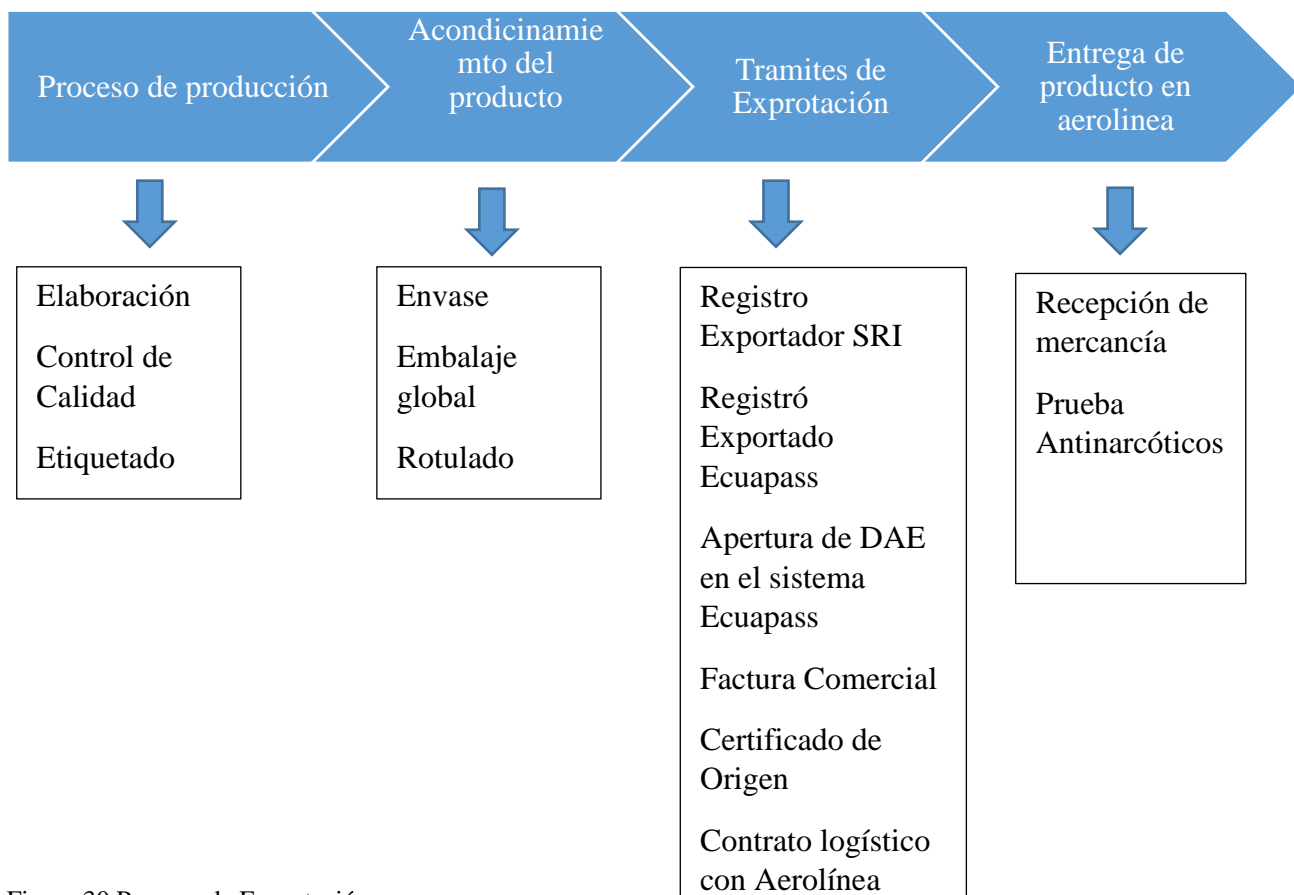 Proceso de producción
Acondicinamie
mto del
producto
Tramites de
Exprotación
Entrega de
producto en
aerolinea
Elaboración
Control de
Calidad
Etiquetado
Envase
Embalaje
global
Rotulado
Registro
Exportador SRI
Registró
Exportado
Ecuapass
Apertura de DAE
en el sistema
Ecuapass
Factura Comercial
Certificado de
Origen
Contrato logístico
con Aerolínea
Recepción de
mercancía
Prueba
Antinarcóticos